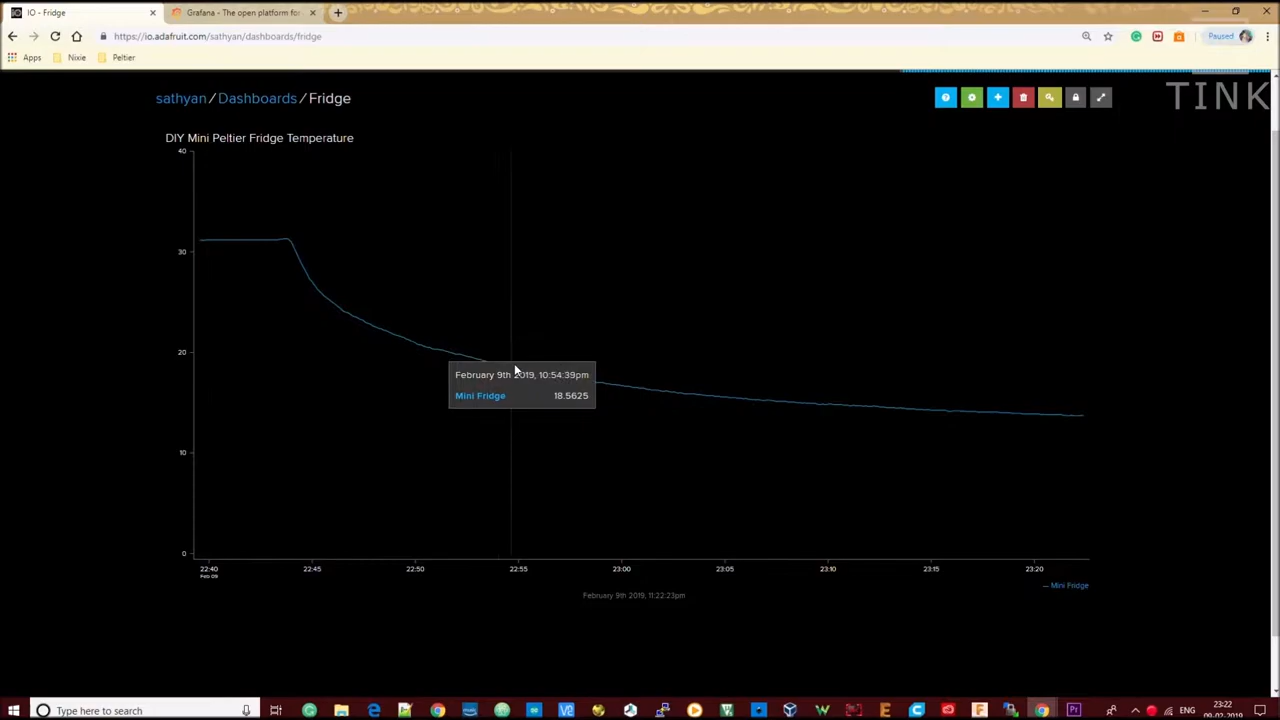 IO - Fridge
Grafana - The open platform for
https://io.adafruit.com/sathyan/dashboards/fridge
Paused
Apps
Nixie
Peltier
sathyan / Dashboards / Fridge
TINK
DIY Mini Peltier Fridge Temperature
40
30
20
10
0
February 9th 2019, 10:54:39pm
Mini Fridge 18.5625
22:40 22:45 22:50 22:55 23:00 23:05 23:10 23:15 23:20
Feb 09
— Mini Fridge
February 9th 2019, 11:22:23pm
Type here to search
ENG
23:22
09-02-2019